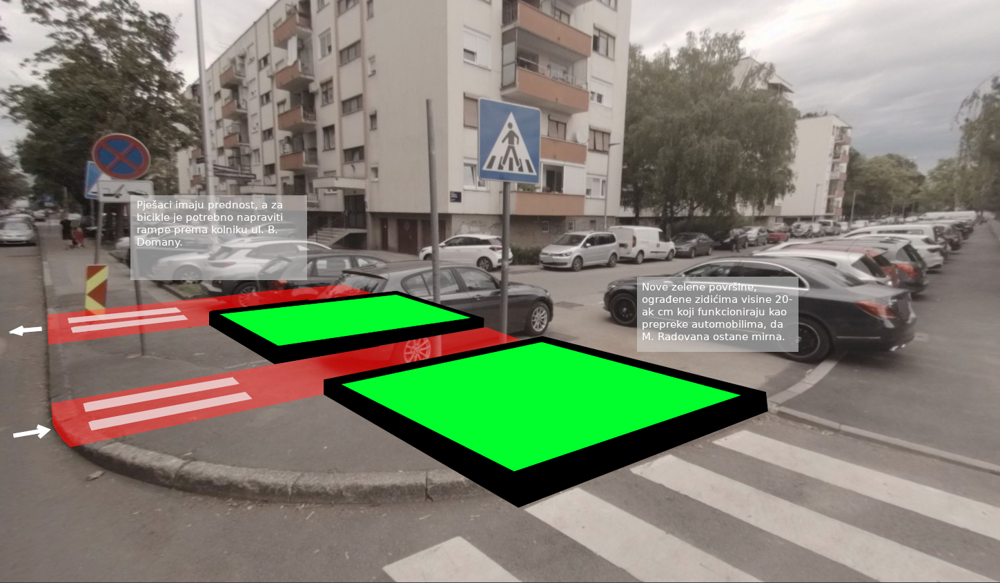 Pješaci imaju prednost, a za
bicikle je potrebno napraviti
rampe prema kolniku ul. B.
Domany.
Nove zelene površine,
ograđene zidićima visine 20-
ak cm koji funkcioniraju kao
prepreke automobilima, da
M. Radovana ostane mirna.